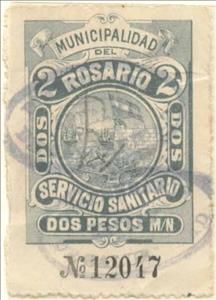 MUNICIPALIDAD
DEL
2 ROSARIO 2
DOS DOS
SERVICIO SANITARIO
DOS PESOS M/N
№12047